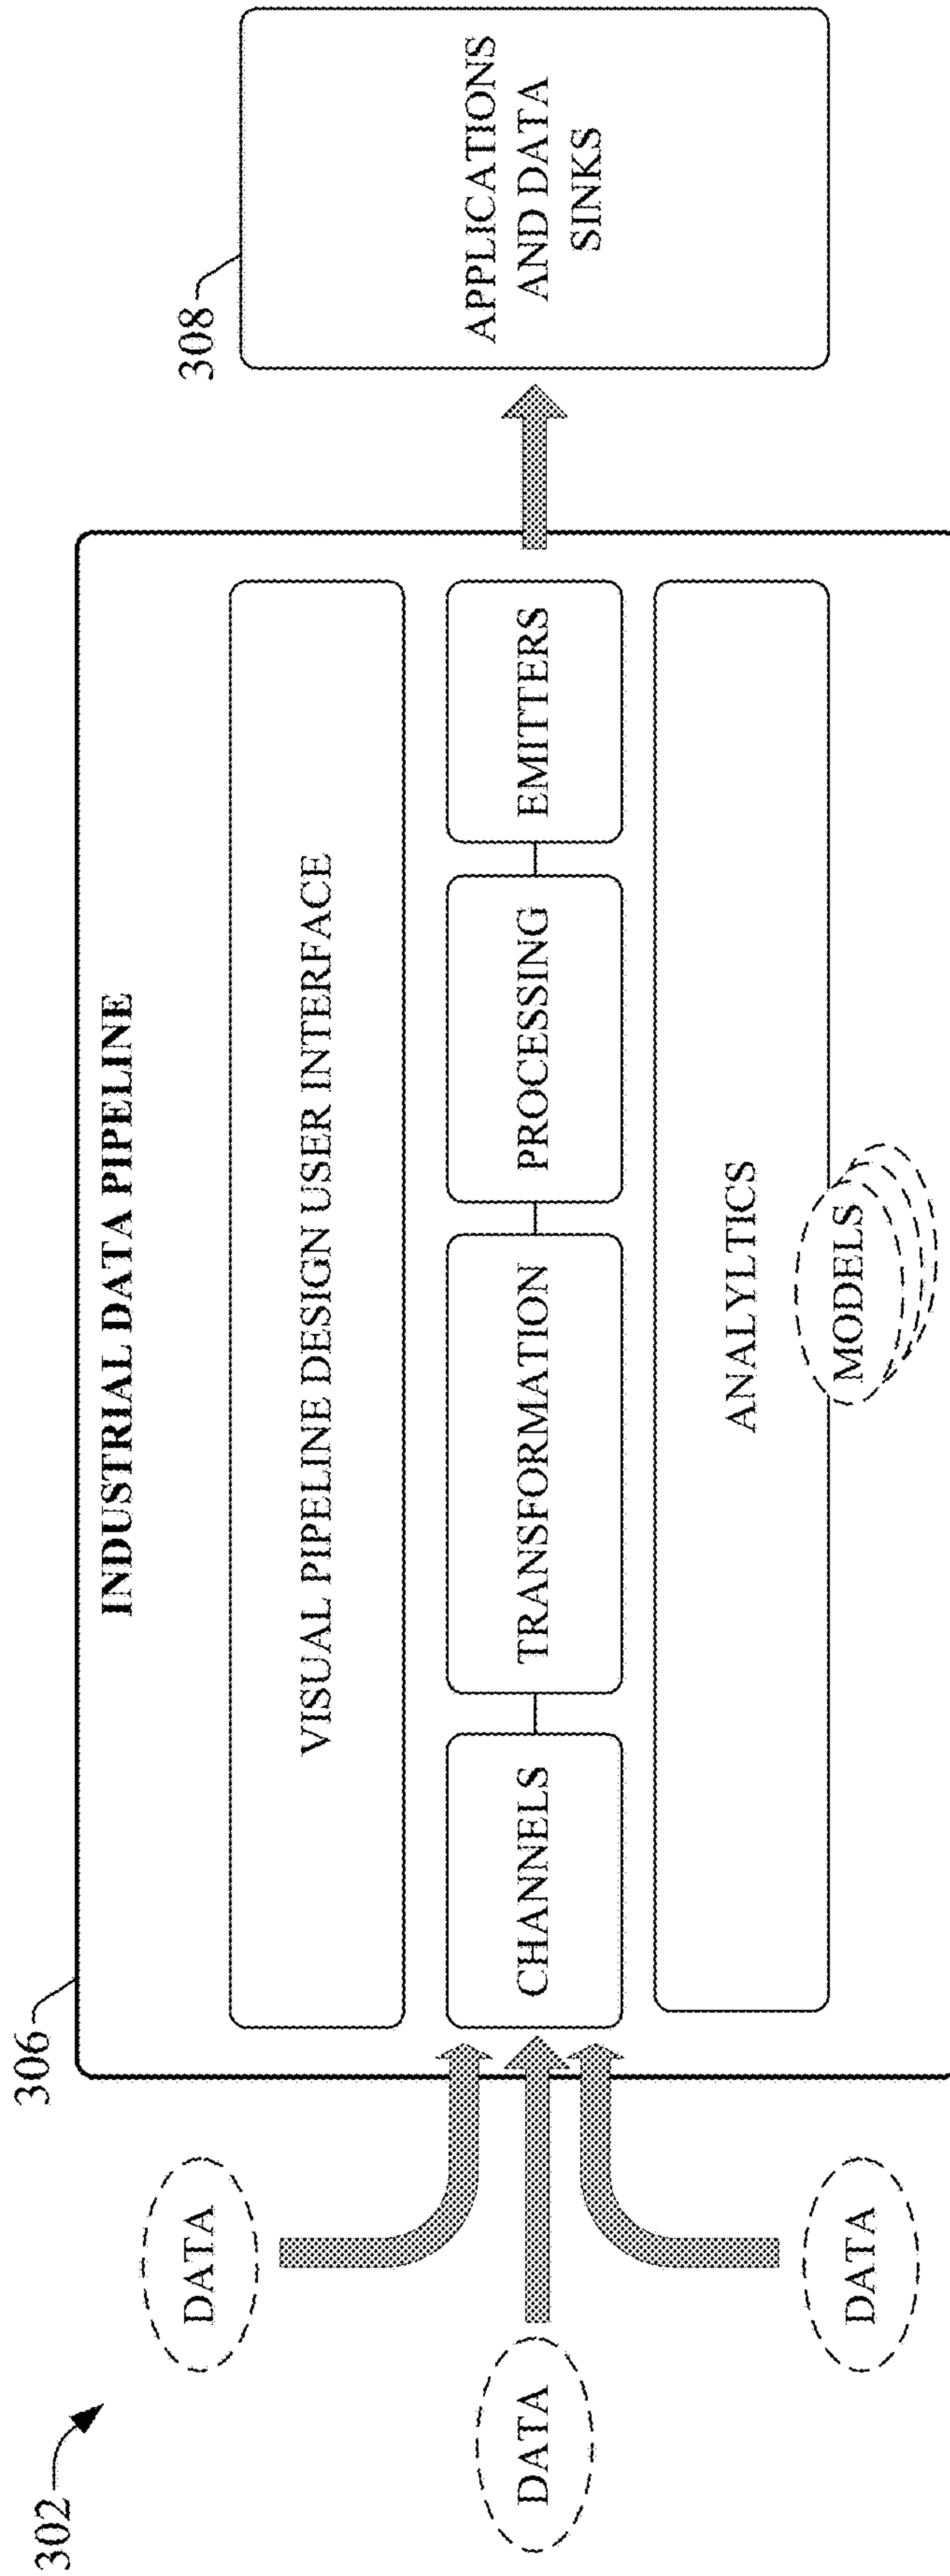 302
306
308
INDUSTRIAL DATA PIPELINE
VISUAL PIPELINE DESIGN USER INTERFACE
DATA
DATA
DATA
CHANNELS
TRANSFORMATION
PROCESSING
EMITTERS
ANALYLTICS
MODELS
APPLICATIONS
AND DATA
SINKS